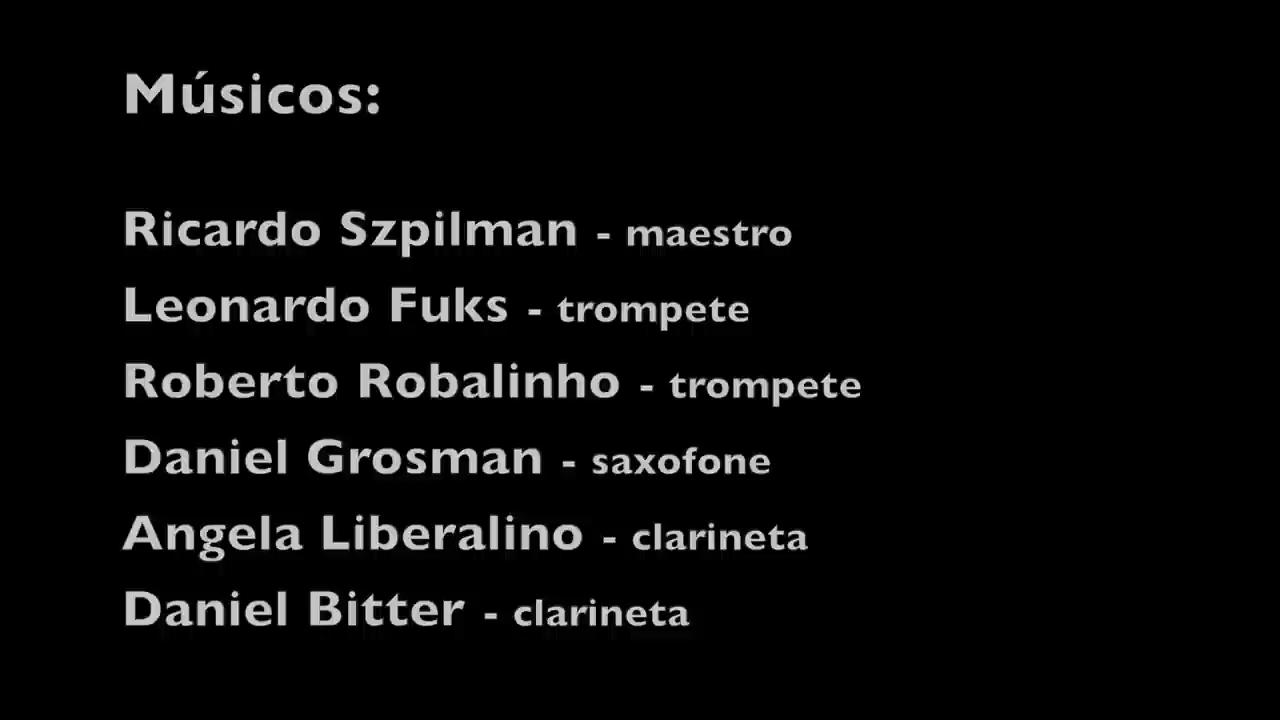 Músicos:
Ricardo Szpilman - maestro
Leonardo Fuks - trompete
Roberto Robalinho - trompete
Daniel Grosman - saxofone
Angela Liberalino - clarineta
Daniel Bitter - clarineta